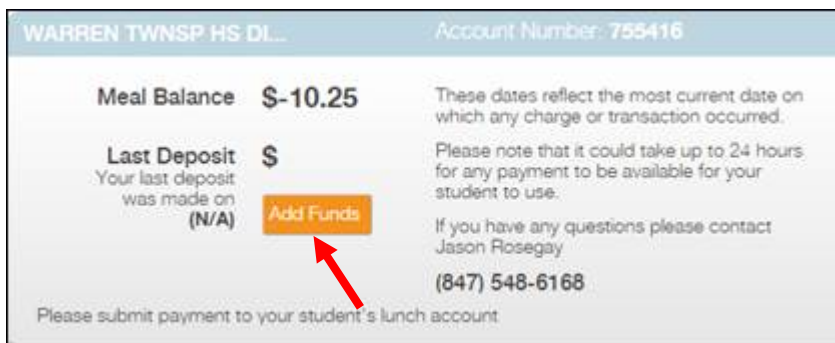 WARREN TWNSP HS DI...
Account Number: 755416
Meal Balance $-10.25
Last Deposit $
Your last deposit
was made on
(N/A)
Add Funds
These dates reflect the most current date on
which any charge or transaction occurred.
Please note that it could take up to 24 hours
for any payment to be available for your
student to use.
If you have any questions please contact
Jason Rosegay
(847) 548-6168
Please submit payment to your student's lunch account